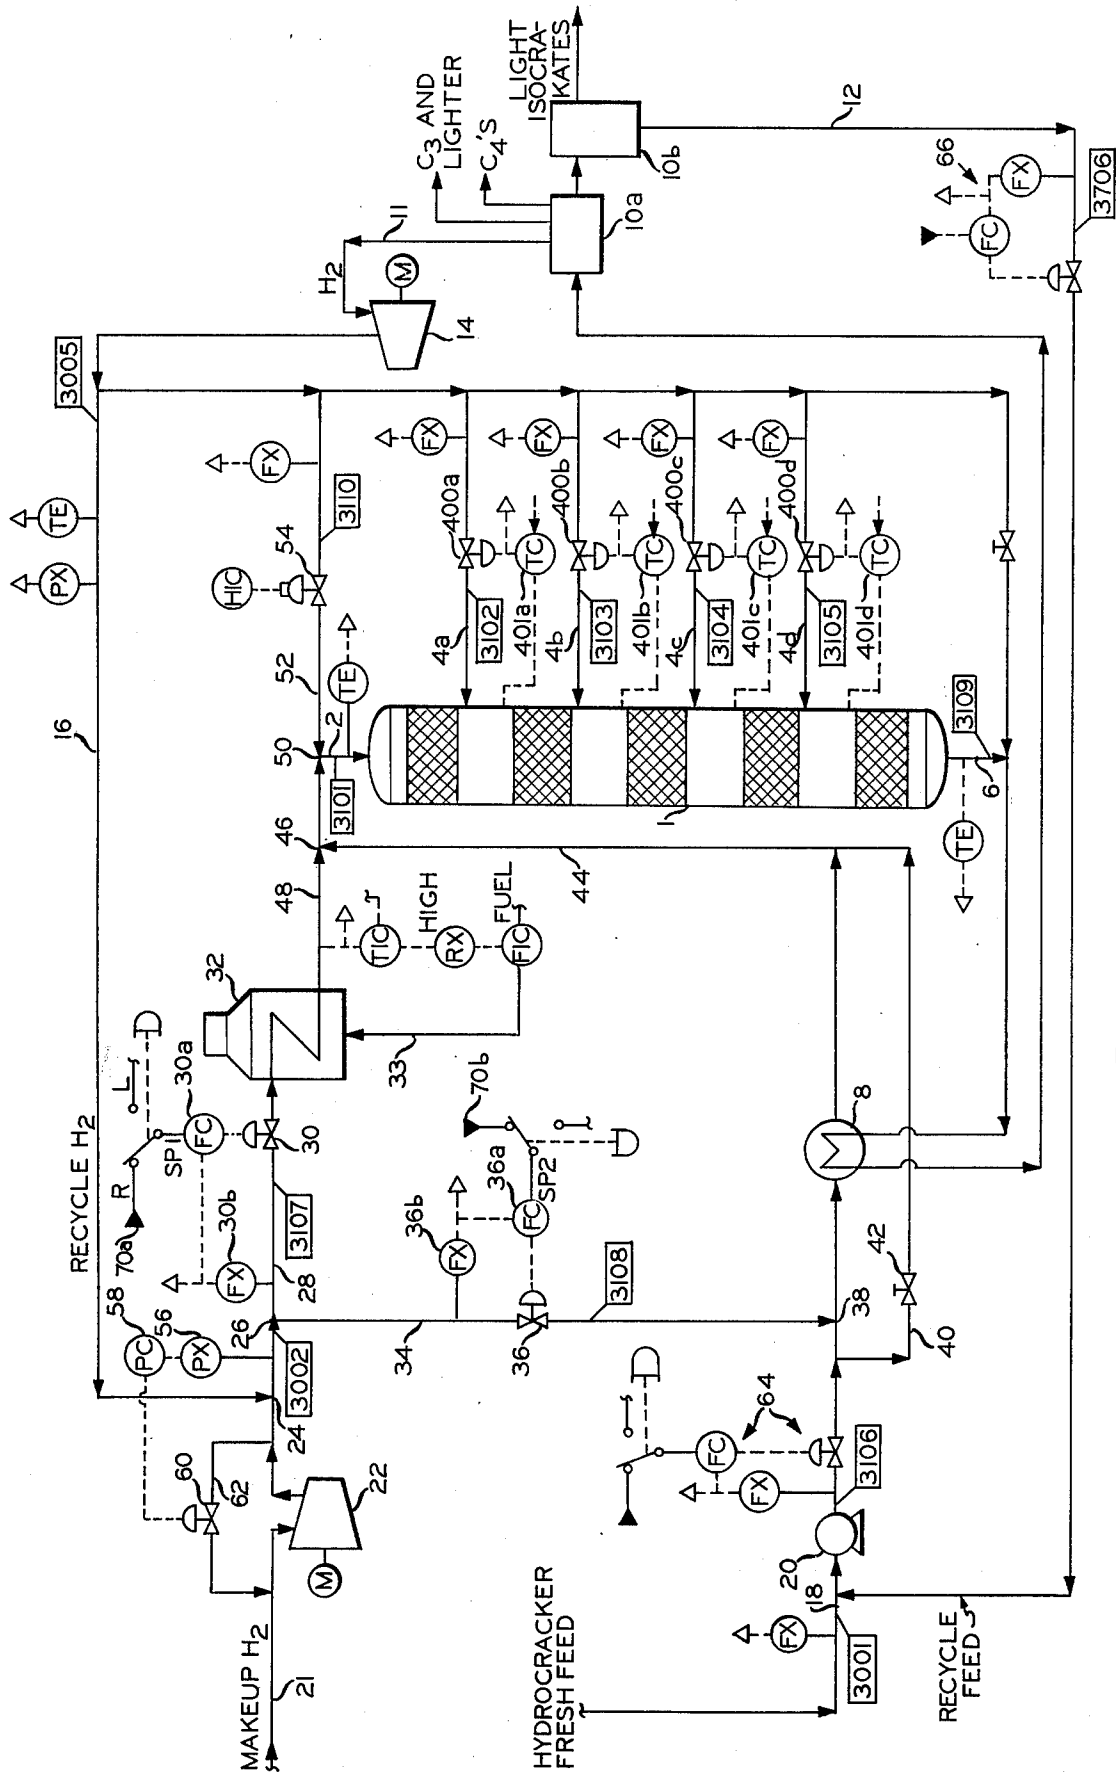 16
3005
RECYCLE H2
TE
PX
H2
11
M
14
C3 AND
LIGHTER
C4'S
LIGHT
ISOCRA-
KATES
10a
10b
12
66
FX
FC
3706
FX
HIC
54
3110
52
50
2
TE
3101
46
48
TIC
HIGH
RX
FUEL
FIC
33
32
L
R
70a
SP1
30a
FC
30
30b
FX
3107
28
26
58
PC
56
PX
3002
24
60
62
22
M
MAKEUP H2
21
FX
400a
4a
3102
TC
401a
FX
400b
4b
3103
TC
401b
FX
400c
4c
3104
TC
401c
FX
400d
4d
3105
TC
401d
1
3109
6
TE
44
70b
36a
FC
SP2
36b
FX
34
36
3108
38
8
42
40
64
FC
FX
3106
20
18
FX
3001
HYDROCRACKER
FRESH FEED
RECYCLE
FEED